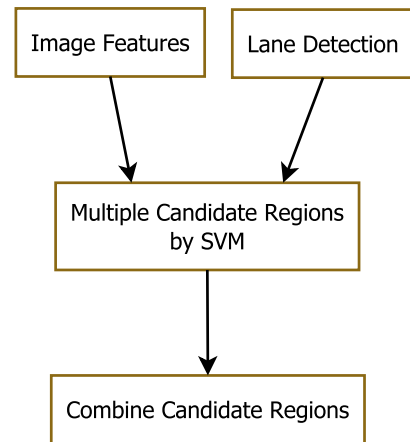 Image Features
Lane Detection
Multiple Candidate Regions
by SVM
Combine Candidate Regions